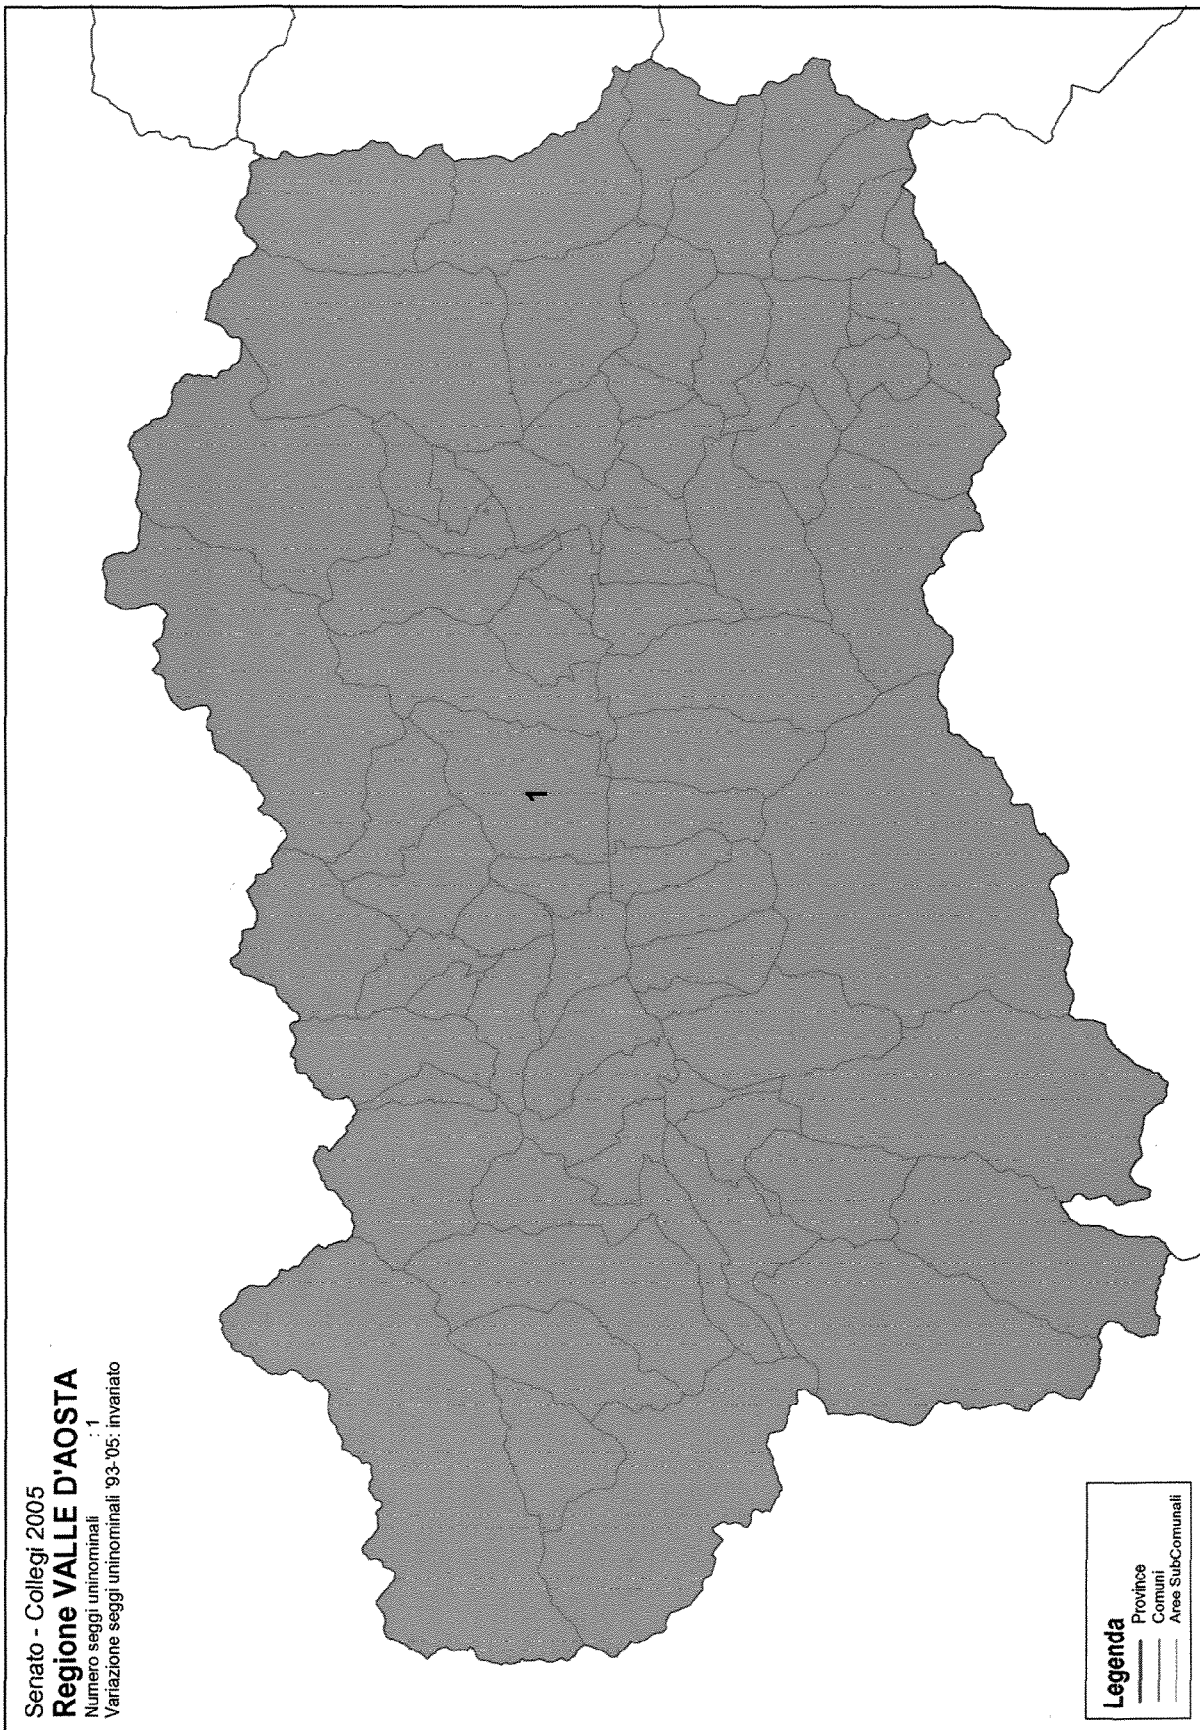 Senato - Collegi 2005
Regione VALLE D'AOSTA
Numero seggi uninominali : 1
Variazione seggi uninominali '93-'05: invariato
1
Legenda
Province
Comuni
Aree SubComunali